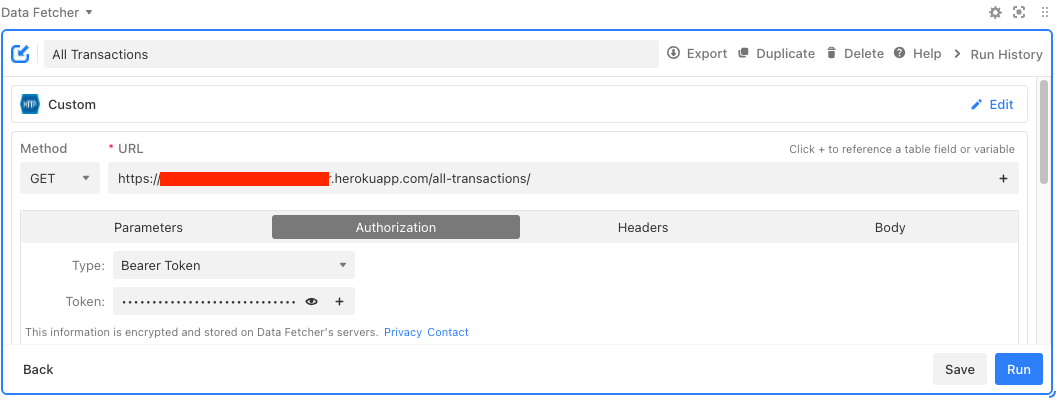 Data Fetcher
All Transactions
Export Duplicate Delete Help Run History
HTTP Custom Edit
Method * URL Click + to reference a table field or variable
GET https:// r.herokuapp.com/all-transactions/ +
Parameters Authorization Headers Body
Type: Bearer Token
Token: ••••••••••••••••••••••••••••• +
This information is encrypted and stored on Data Fetcher's servers. Privacy Contact
Back Save Run